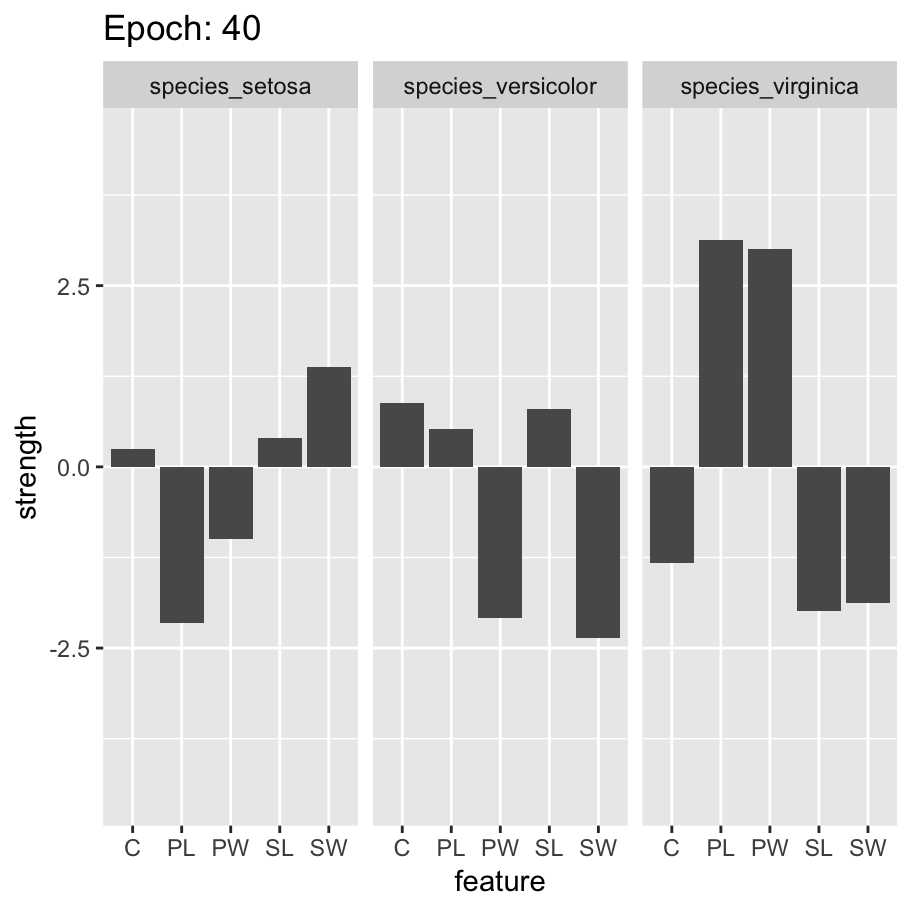 Epoch: 40
species_setosa species_versicolor species_virginica
2.5
0.0
-2.5
strength
C PL PW SL SW C PL PW SL SW C PL PW SL SW
feature